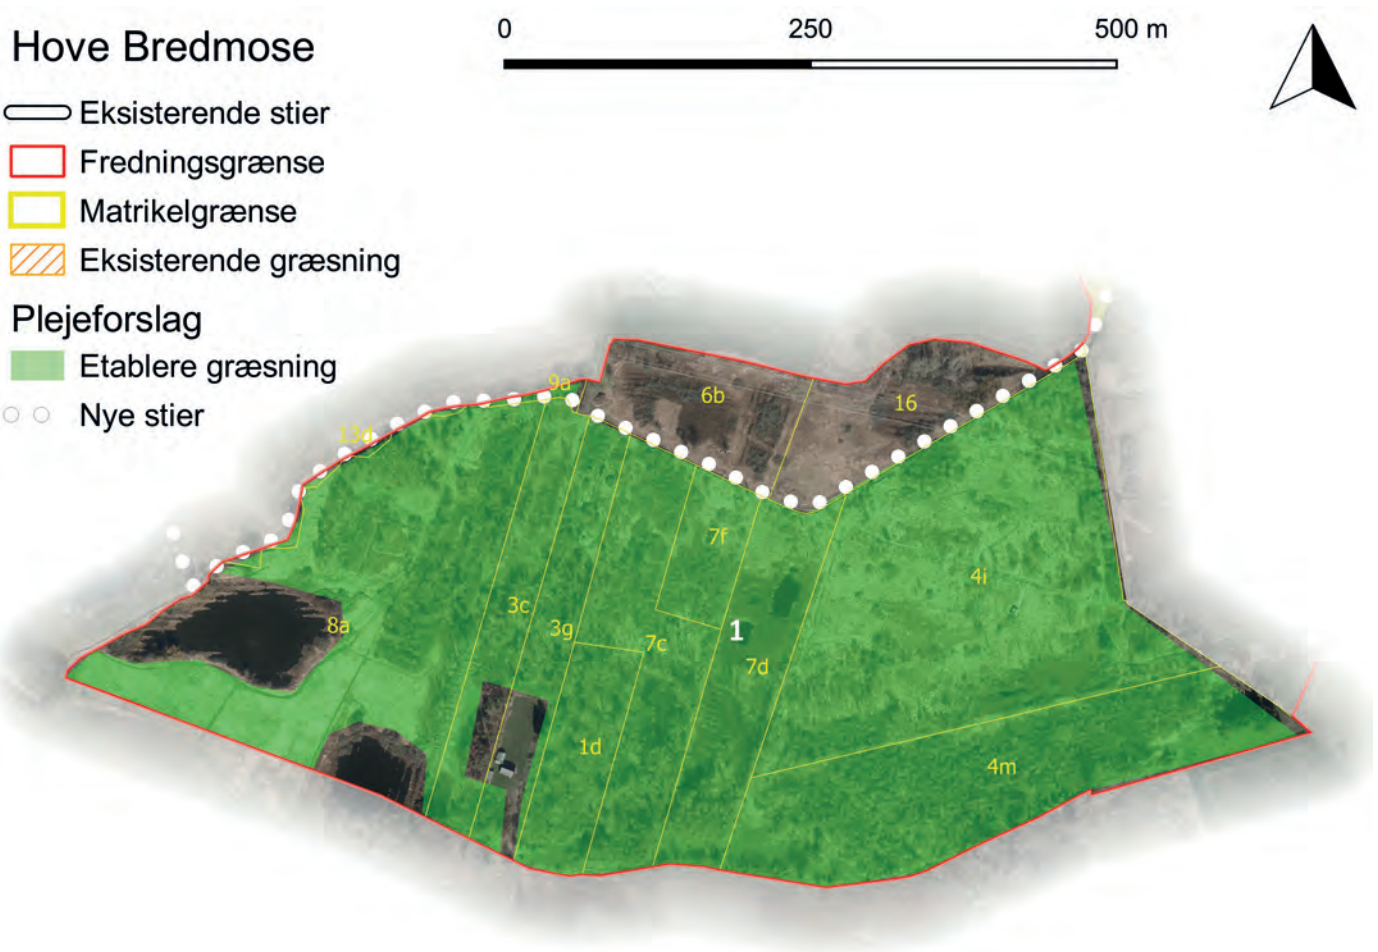 Hove Bredmose
0 250 500 m
Eksisterende stier
Fredningsgrænse
Matrikelgrænse
Eksisterende græsning
Plejeforslag
Etablere græsning
Nye stier
9a
6b
16
13d
7f
4i
3c
8a
3g
7c
1
7d
1d
4m